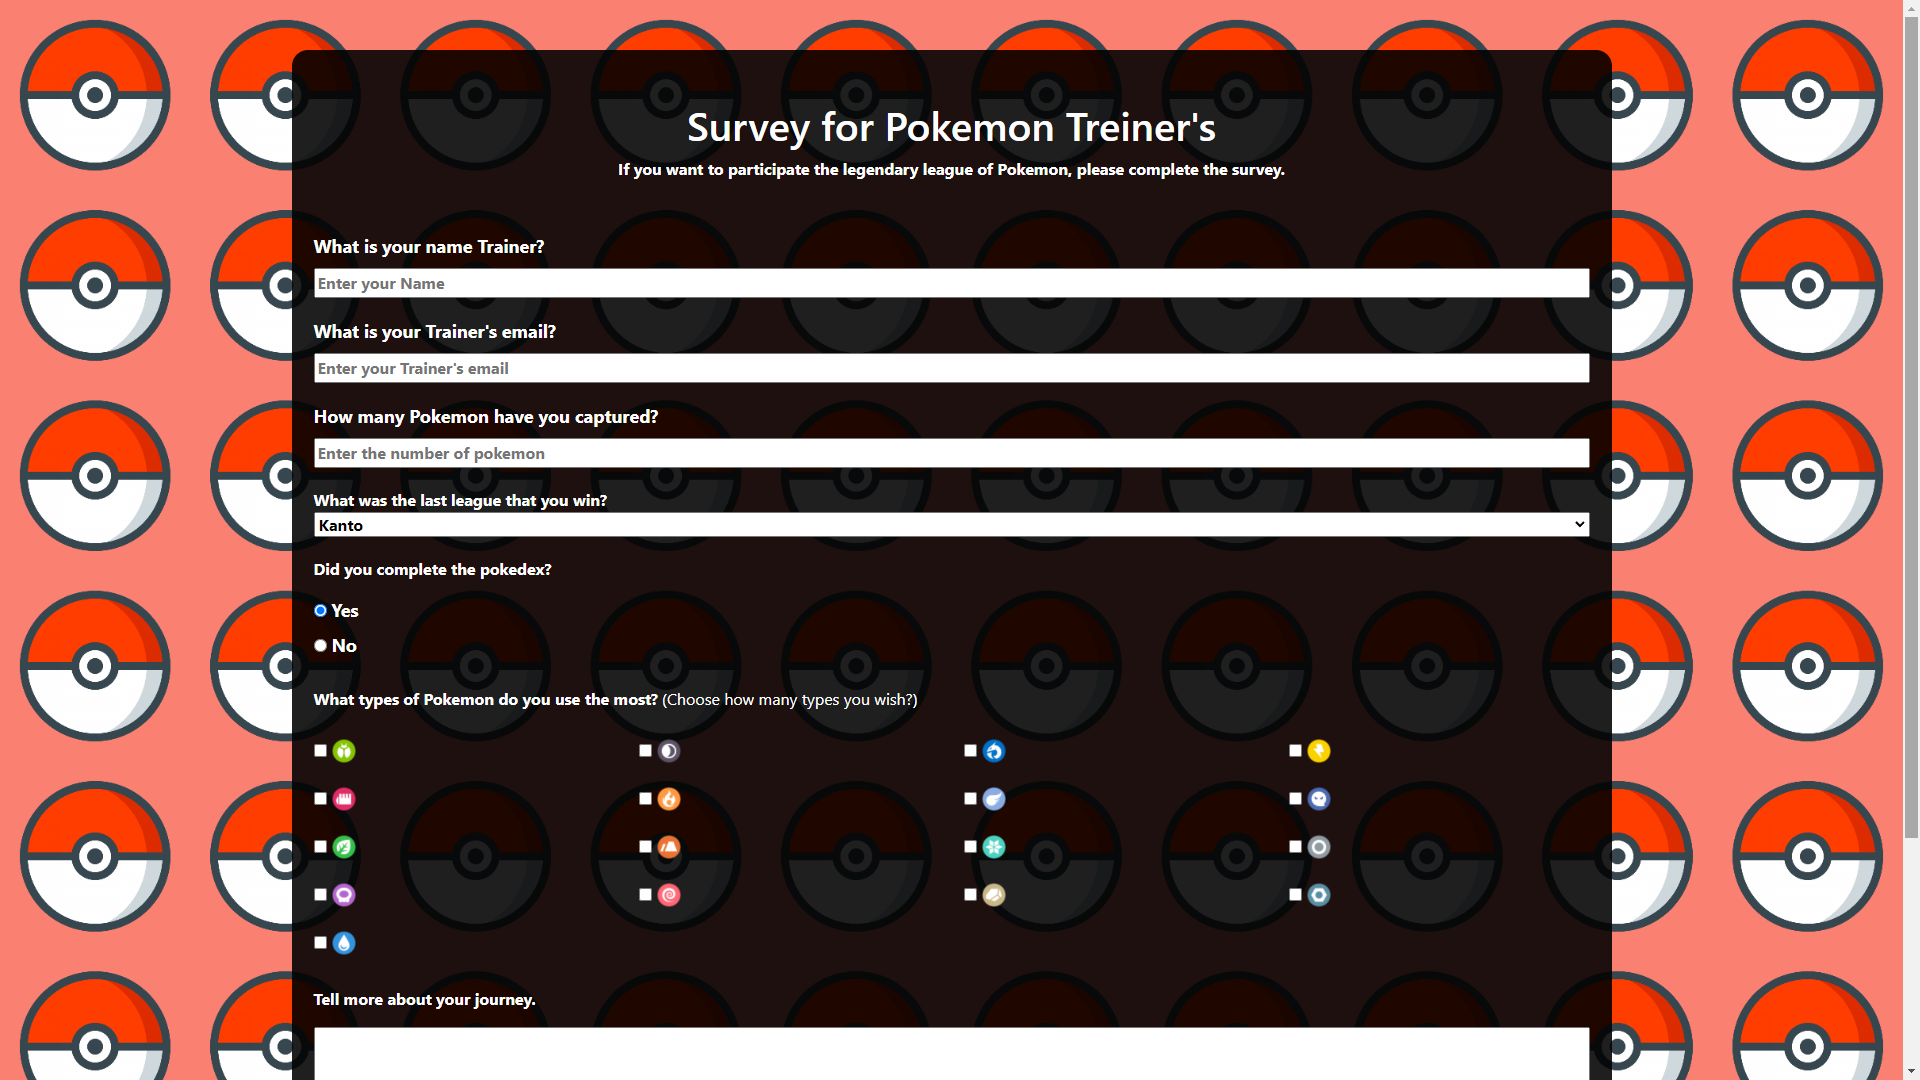 Survey for Pokemon Treiner's
If you want to participate the legendary league of Pokemon, please complete the survey.
What is your name Trainer?
Enter your Name
What is your Trainer's email?
Enter your Trainer's email
How many Pokemon have you captured?
Enter the number of pokemon
What was the last league that you win?
Kanto
Did you complete the pokedex?
Yes
No
What types of Pokemon do you use the most? (Choose how many types you wish?)
Tell more about your journey.